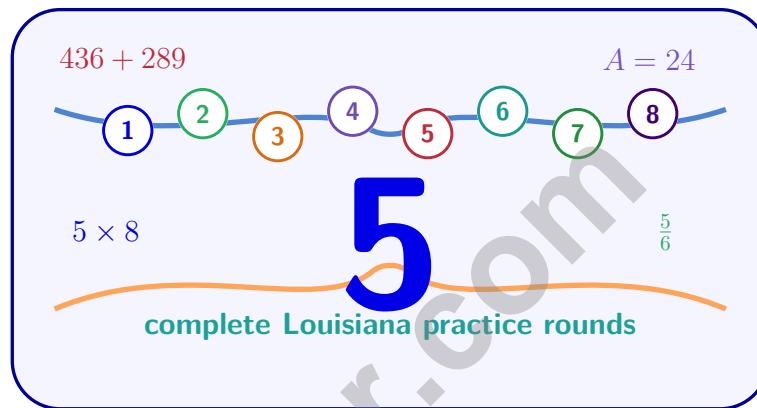 436 + 289
A = 24
1 2 3 4 5 6 7 8
5
5 × 8
5/6
complete Louisiana practice rounds
r.com